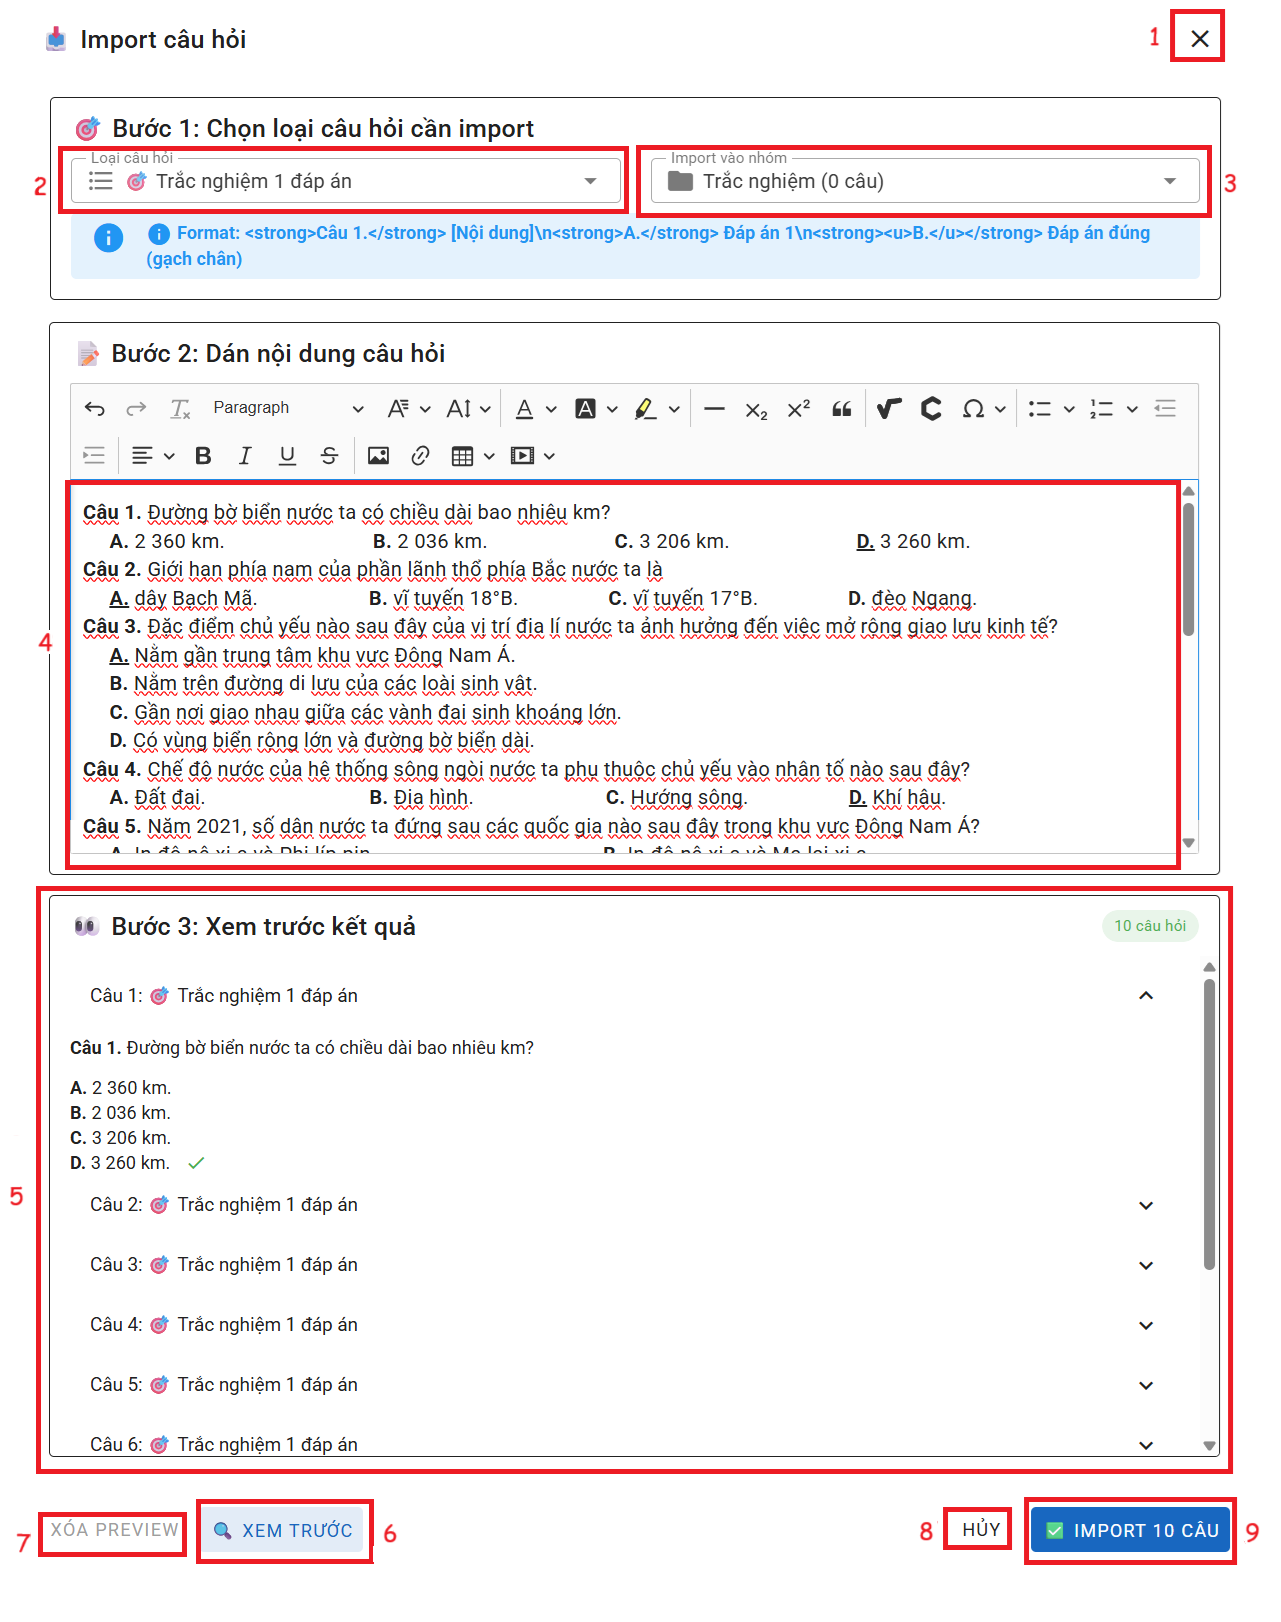 Import câu hỏi
1
Bước 1: Chọn loại câu hỏi cần import
Loại câu hỏi
Import vào nhóm
2
Trắc nghiệm 1 đáp án
Trắc nghiệm (0 câu)
3
Format: <strong>Câu 1.</strong> [Nội dung]\n<strong>A.</strong> Đáp án 1\n<strong><u>B.</u></strong> Đáp án đúng
(gạch chân)
Bước 2: Dán nội dung câu hỏi
Paragraph
Câu 1. Đường bờ biển nước ta có chiều dài bao nhiêu km?
A. 2 360 km. B. 2 036 km. C. 3 206 km. D. 3 260 km.
Câu 2. Giới hạn phía nam của phần lãnh thổ phía Bắc nước ta là
A. dãy Bạch Mã. B. vĩ tuyến 18°B. C. vĩ tuyến 17°B. D. đèo Ngang.
Câu 3. Đặc điểm chủ yếu nào sau đây của vị trí địa lí nước ta ảnh hưởng đến việc mở rộng giao lưu kinh tế?
4
A. Nằm gần trung tâm khu vực Đông Nam Á.
B. Nằm trên đường di lưu của các loài sinh vật.
C. Gần nơi giao nhau giữa các vành đai sinh khoáng lớn.
D. Có vùng biển rộng lớn và đường bờ biển dài.
Câu 4. Chế độ nước của hệ thống sông ngòi nước ta phụ thuộc chủ yếu vào nhân tố nào sau đây?
A. Đất đai. B. Địa hình. C. Hướng sông. D. Khí hậu.
Câu 5. Năm 2021, số dân nước ta đứng sau các quốc gia nào sau đây trong khu vực Đông Nam Á?
A. In đô nê xi a và Phi líp pin. B. In đô nê xi a và Ma lai xi a.
Bước 3: Xem trước kết quả
10 câu hỏi
Câu 1: Trắc nghiệm 1 đáp án
Câu 1. Đường bờ biển nước ta có chiều dài bao nhiêu km?
A. 2 360 km.
B. 2 036 km.
C. 3 206 km.
D. 3 260 km.
5
Câu 2: Trắc nghiệm 1 đáp án
Câu 3: Trắc nghiệm 1 đáp án
Câu 4: Trắc nghiệm 1 đáp án
Câu 5: Trắc nghiệm 1 đáp án
Câu 6: Trắc nghiệm 1 đáp án
7
XÓA PREVIEW
XEM TRƯỚC
6
8
HỦY
IMPORT 10 CÂU
9